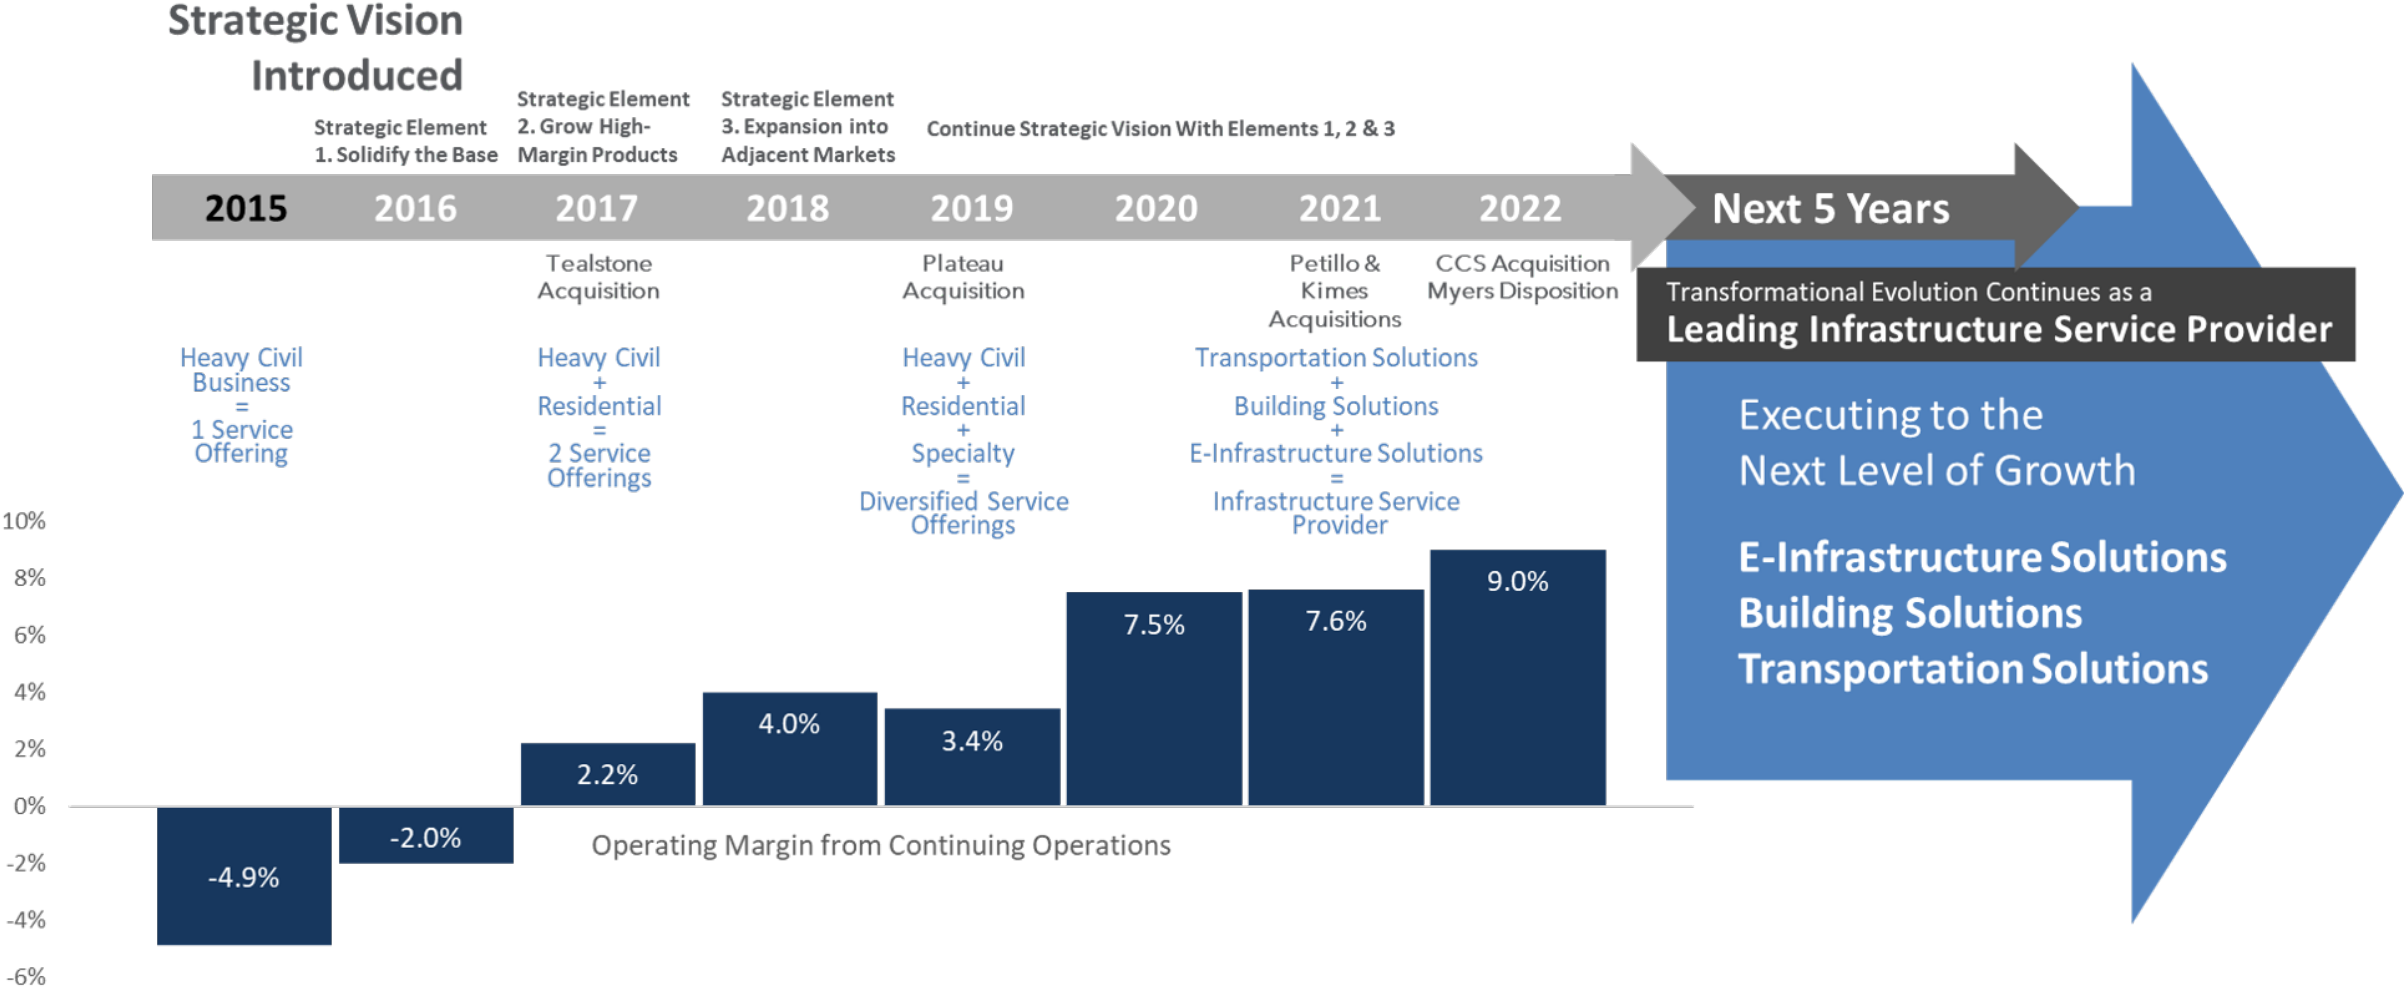 Strategic Vision
Introduced
Strategic Element
1. Solidify the Base
Strategic Element
2. Grow High-
Margin Products
Strategic Element
3. Expansion into
Adjacent Markets
Continue Strategic Vision With Elements 1, 2 & 3
2015 2016 2017 2018 2019 2020 2021 2022 Next 5 Years
Tealstone
Acquisition
Plateau
Acquisition
Petillo &
Kimes
Acquisitions
CCS Acquisition
Myers Disposition
Transformational Evolution Continues as a
Leading Infrastructure Service Provider
Heavy Civil
Business
=
1 Service
Offering
Heavy Civil
+
Residential
=
2 Service
Offerings
Heavy Civil
+
Residential
+
Specialty
=
Diversified Service
Offerings
Transportation Solutions
+
Building Solutions
+
E-Infrastructure Solutions
=
Infrastructure Service
Provider
Executing to the
Next Level of Growth
E-Infrastructure Solutions
Building Solutions
Transportation Solutions
10%
8%
6%
4%
2%
0%
-2%
-4%
-6%
-4.9%
-2.0%
2.2%
4.0%
3.4%
7.5%
7.6%
9.0%
Operating Margin from Continuing Operations